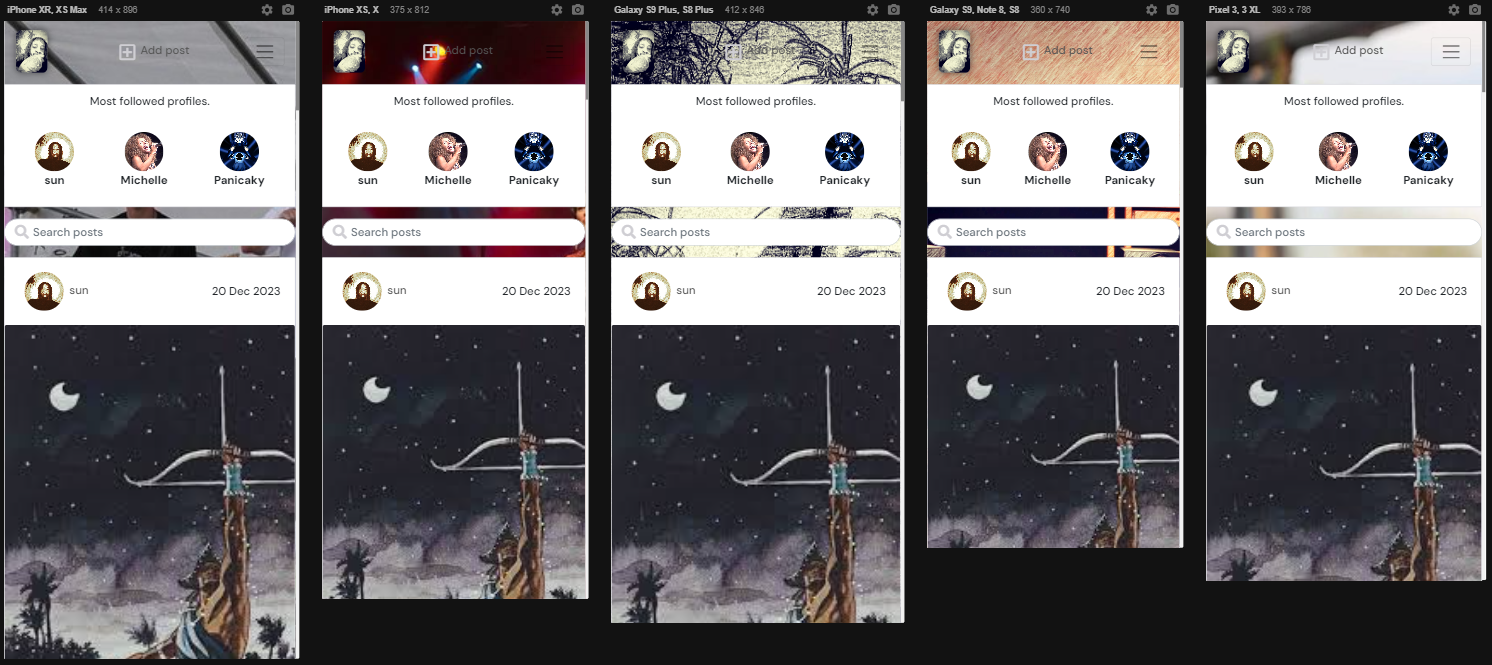 iPhone XR, XS Max 414 x 896
Add post
Most followed profiles.
sun Michelle Panicaky
Search posts
sun 20 Dec 2023
iPhone XS, X 375 x 812
Add post
Most followed profiles.
sun Michelle Panicaky
Search posts
sun 20 Dec 2023
Galaxy S9 Plus, S8 Plus 412 x 846
Add post
Most followed profiles.
sun Michelle Panicaky
Search posts
sun 20 Dec 2023
Galaxy S9, Note 8, S8 360 x 740
Add post
Most followed profiles.
sun Michelle Panicaky
Search posts
sun 20 Dec 2023
Pixel 3, 3 XL 393 x 786
Add post
Most followed profiles.
sun Michelle Panicaky
Search posts
sun 20 Dec 2023